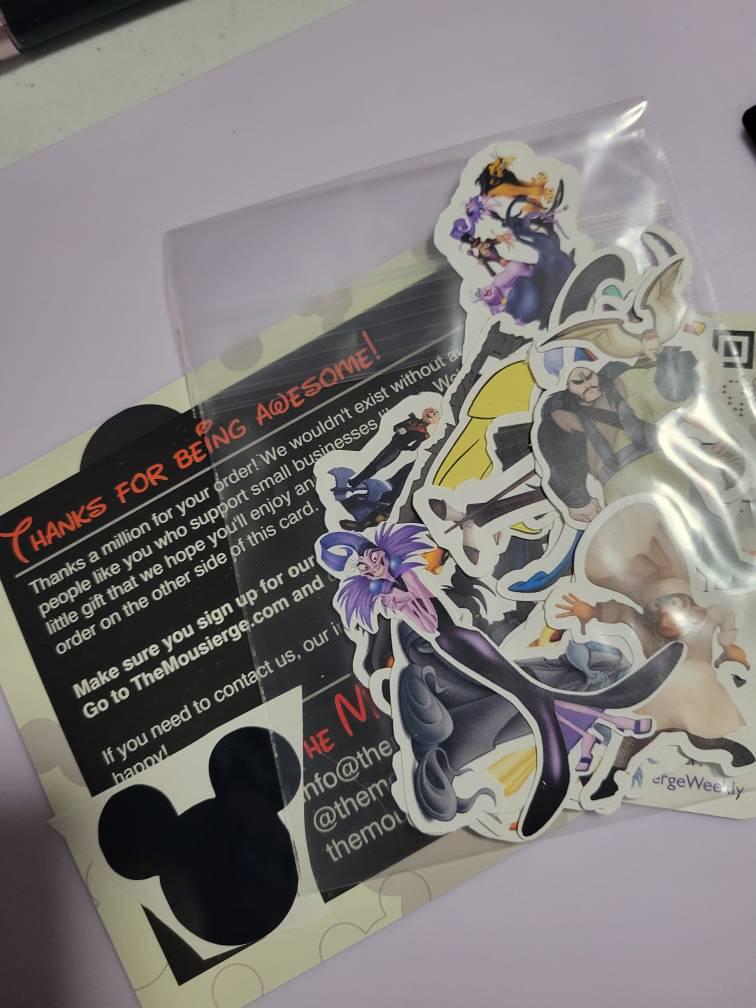 THANKS FOR BEING AWESOME!
Thanks a million for your order! We wouldn't exist without
people like you who support small businesses
little gift that we hope you'll enjoy an
order on the other side of this card.
Make sure you sign up for our
Go to TheMousierge.com and
If you need to contact us, our
happy!
HE M
nfo@the
@themo
themou
ergeWeekly